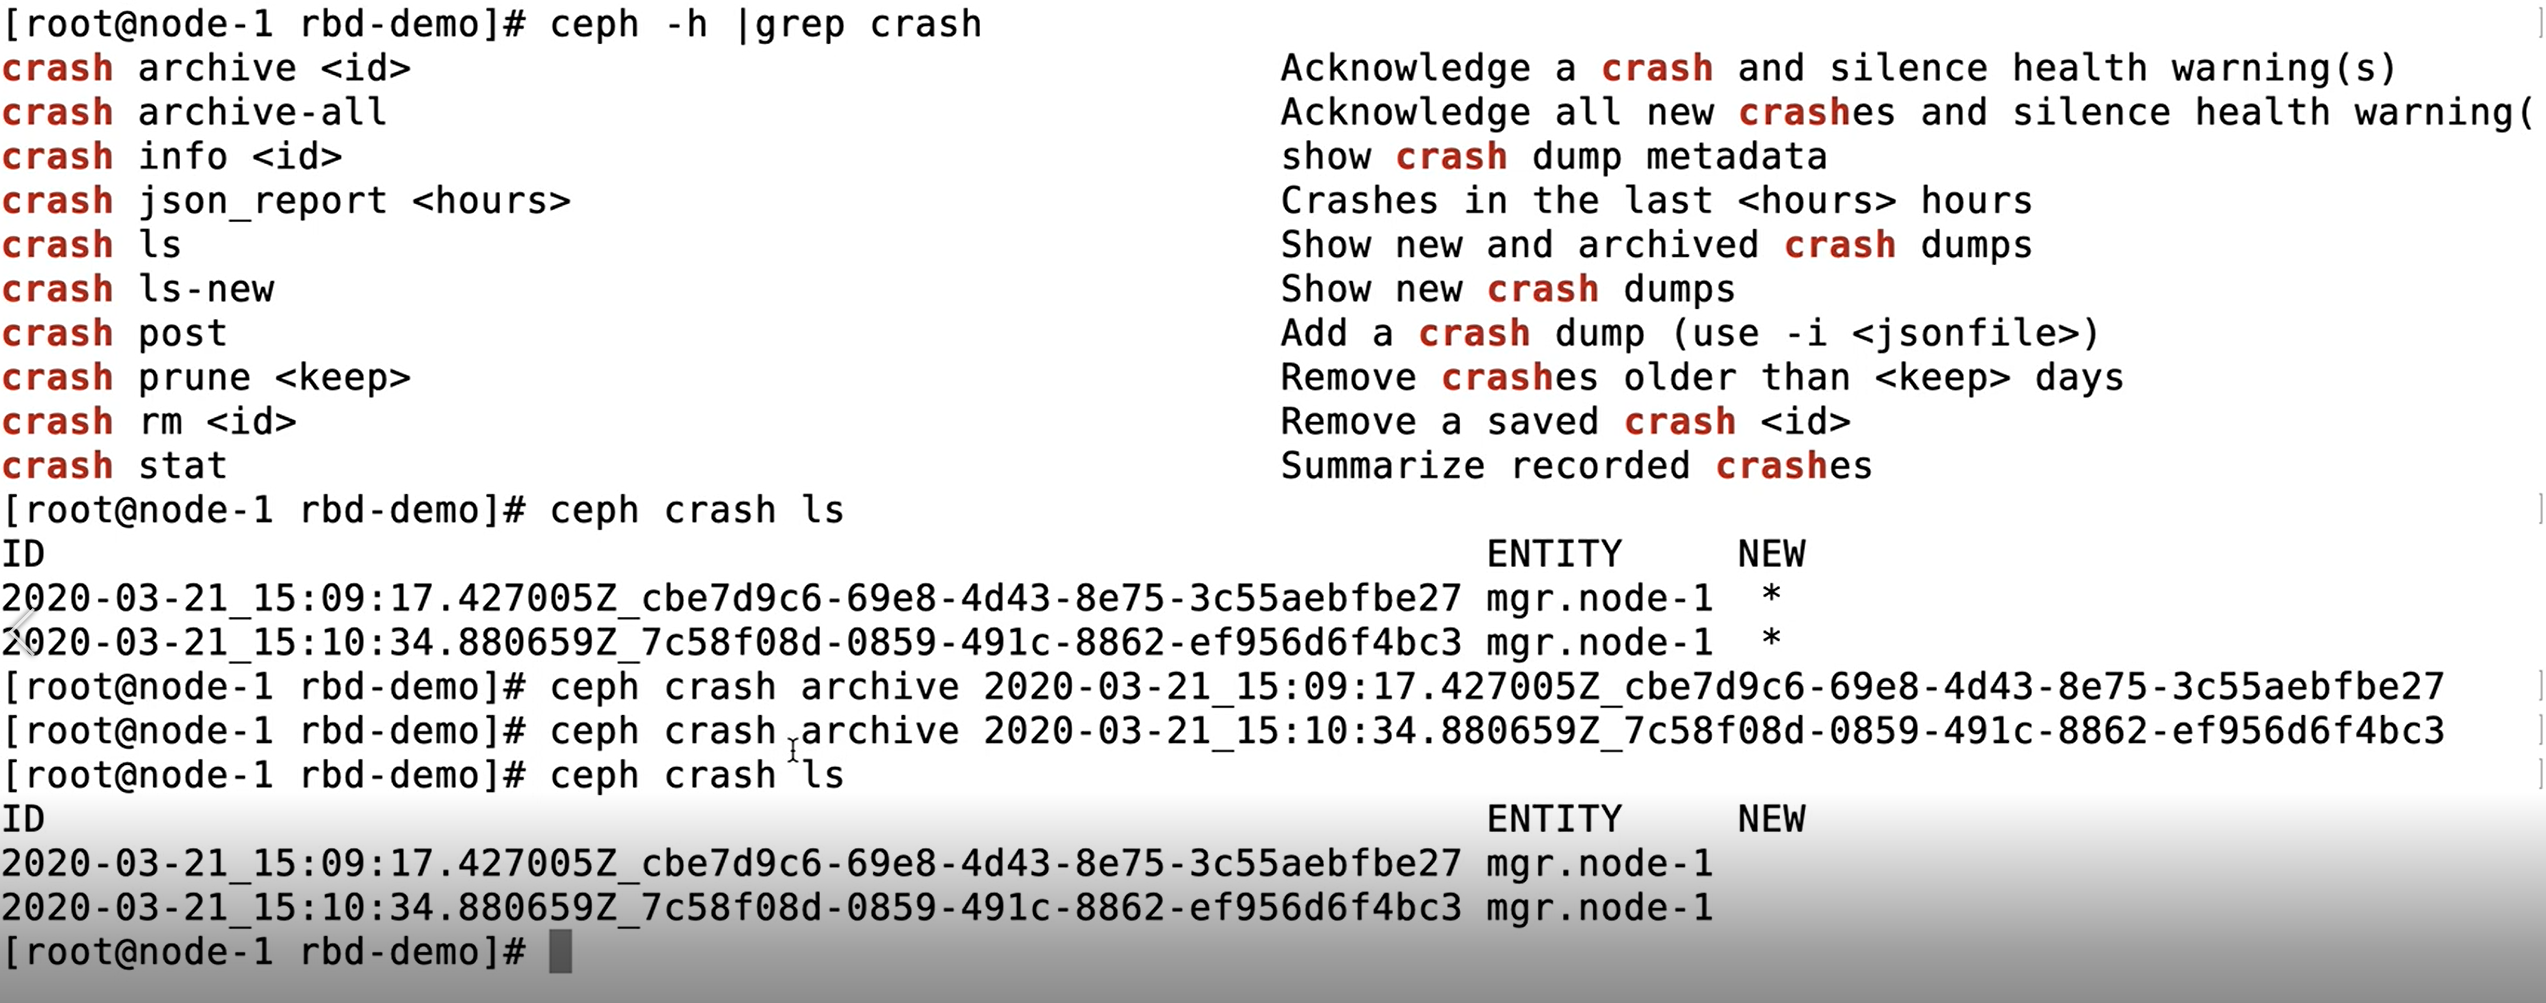 [root@node-1 rbd-demo]# ceph -h |grep crash
crash archive <id> Acknowledge a crash and silence health warning(s)
crash archive-all Acknowledge all new crashes and silence health warning(
crash info <id> show crash dump metadata
crash json_report <hours> Crashes in the last <hours> hours
crash ls Show new and archived crash dumps
crash ls-new Show new crash dumps
crash post Add a crash dump (use -i <jsonfile>)
crash prune <keep> Remove crashes older than <keep> days
crash rm <id> Remove a saved crash <id>
crash stat Summarize recorded crashes
[root@node-1 rbd-demo]# ceph crash ls
ID ENTITY NEW
2020-03-21_15:09:17.427005Z_cbe7d9c6-69e8-4d43-8e75-3c55aebfbe27 mgr.node-1 *
2020-03-21_15:10:34.880659Z_7c58f08d-0859-491c-8862-ef956d6f4bc3 mgr.node-1 *
[root@node-1 rbd-demo]# ceph crash archive 2020-03-21_15:09:17.427005Z_cbe7d9c6-69e8-4d43-8e75-3c55aebfbe27
[root@node-1 rbd-demo]# ceph crash archive 2020-03-21_15:10:34.880659Z_7c58f08d-0859-491c-8862-ef956d6f4bc3
[root@node-1 rbd-demo]# ceph crash ls
ID ENTITY NEW
2020-03-21_15:09:17.427005Z_cbe7d9c6-69e8-4d43-8e75-3c55aebfbe27 mgr.node-1
2020-03-21_15:10:34.880659Z_7c58f08d-0859-491c-8862-ef956d6f4bc3 mgr.node-1
[root@node-1 rbd-demo]#